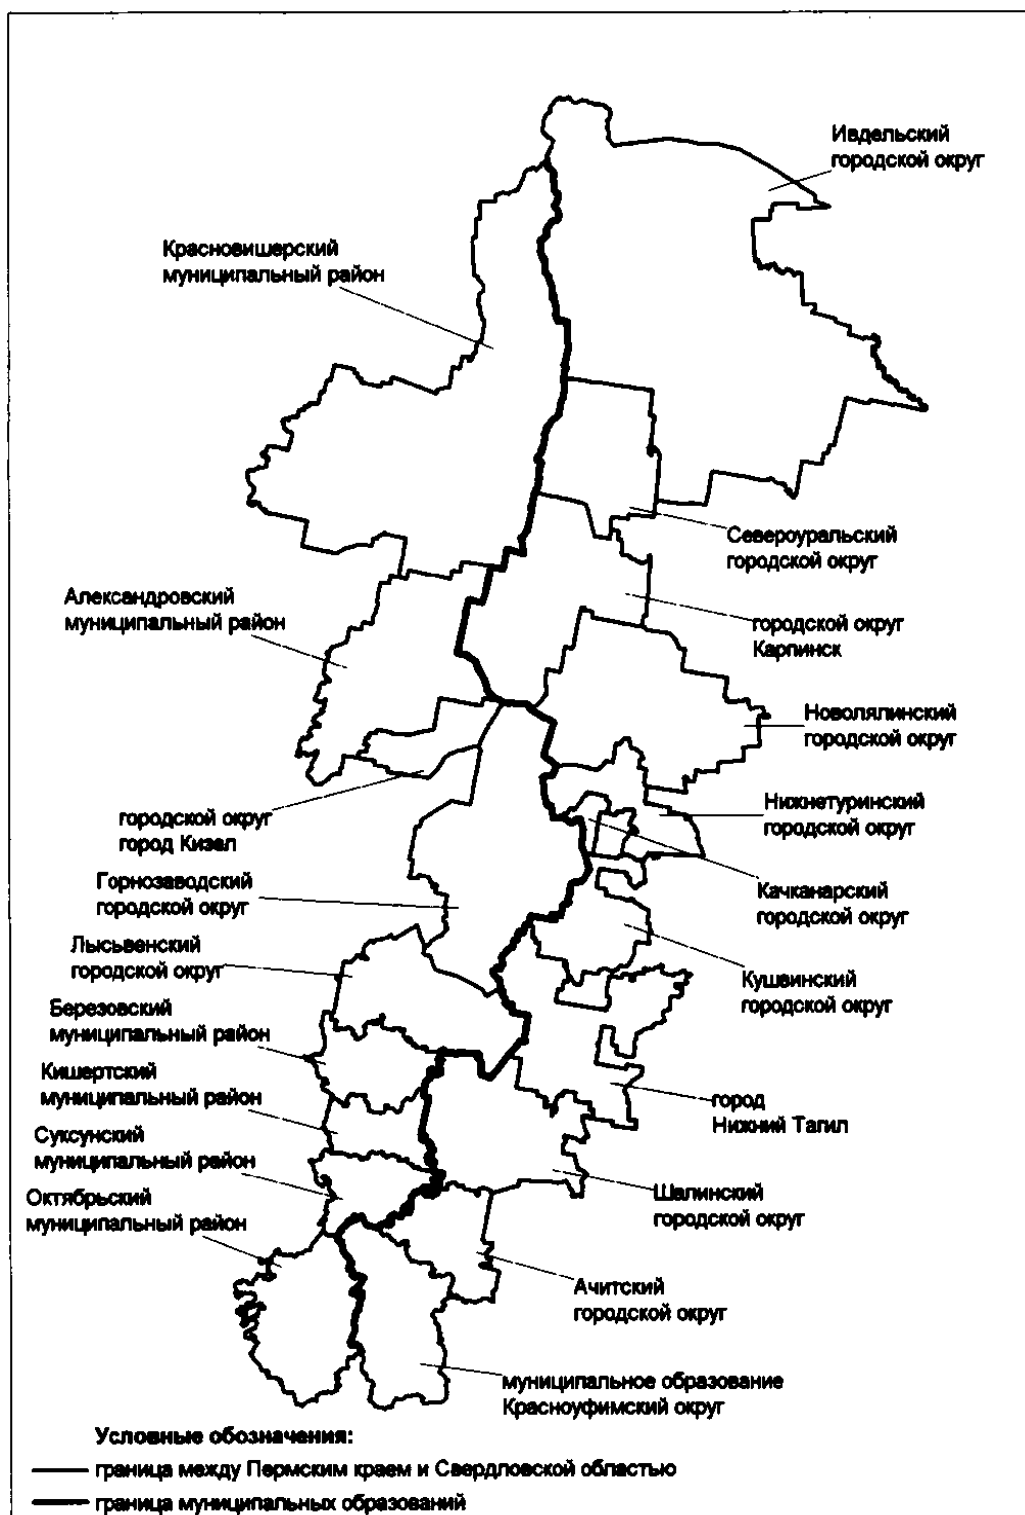 Ивдельский
городской округ
Красновишерский
муниципальный район
Североуральский
городской округ
Александровский
муниципальный район
городской округ
Карпинск
Новолялинский
городской округ
городской округ
город Кизел
Нижнетуринский
городской округ
Горнозаводский
городской округ
Качканарский
городской округ
Лысьвенский
городской округ
Кушвинский
городской округ
Березовский
муниципальный район
Кишертский
муниципальный район
город
Нижний Тагил
Суксунский
муниципальный район
Октябрьский
муниципальный район
Шалинский
городской округ
Ачитский
городской округ
муниципальное образование
Красноуфимский округ
Условные обозначения:
граница между Пермским краем и Свердловской областью
граница муниципальных образований